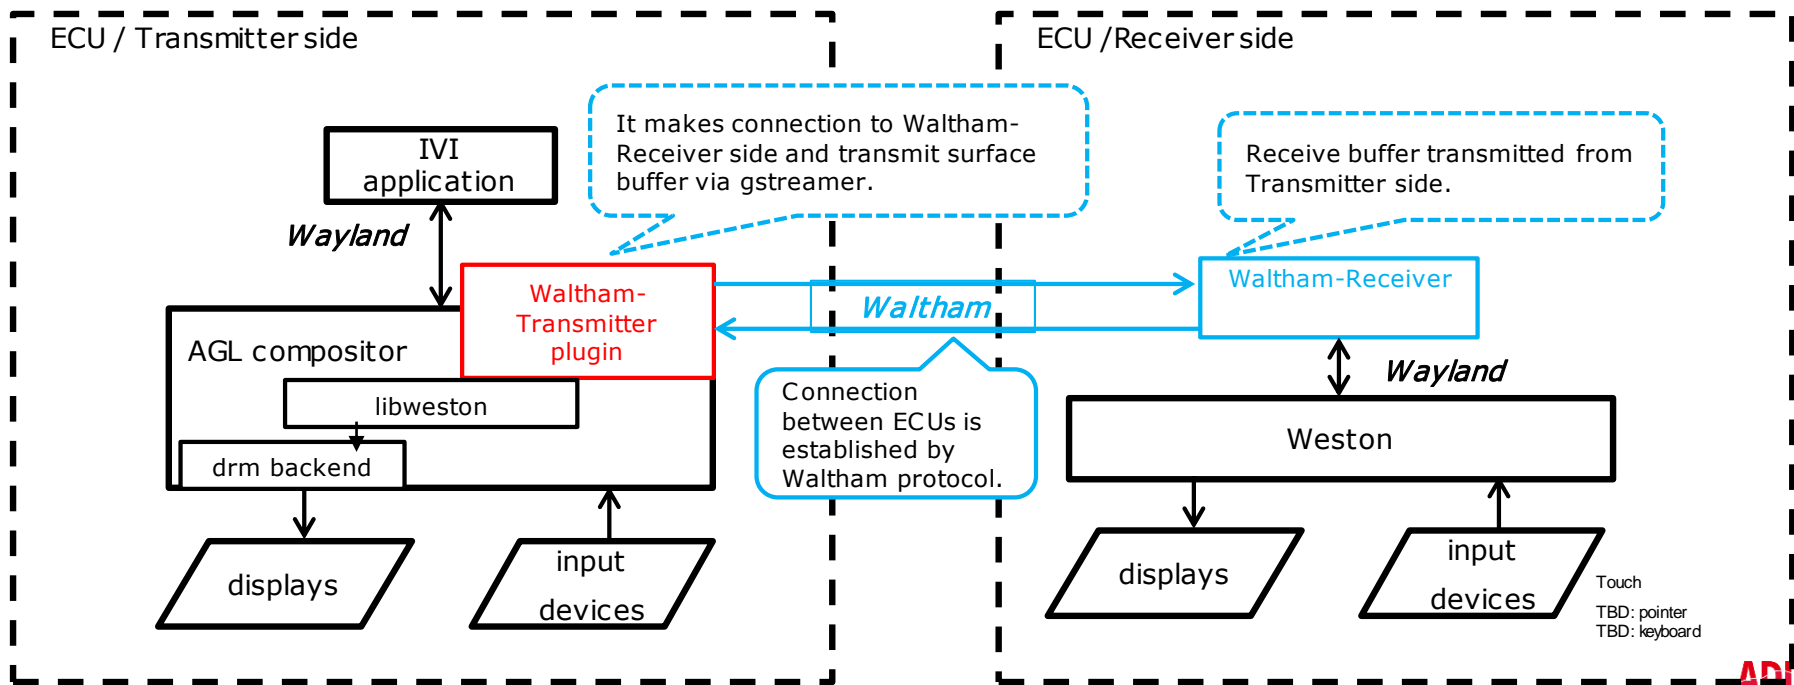 ECU / Transmitter side
ECU /Receiver side
It makes connection to Waltham-
Receiver side and transmit surface
buffer via gstreamer.
Receive buffer transmitted from
Transmitter side.
IVI
application
Wayland
Waltham-
Transmitter
plugin
Waltham
Waltham-Receiver
AGL compositor
libweston
drm backend
Connection
between ECUs is
established by
Waltham protocol.
Wayland
Weston
displays
input
devices
displays
input
devices
Touch
TBD: pointer
TBD: keyboard